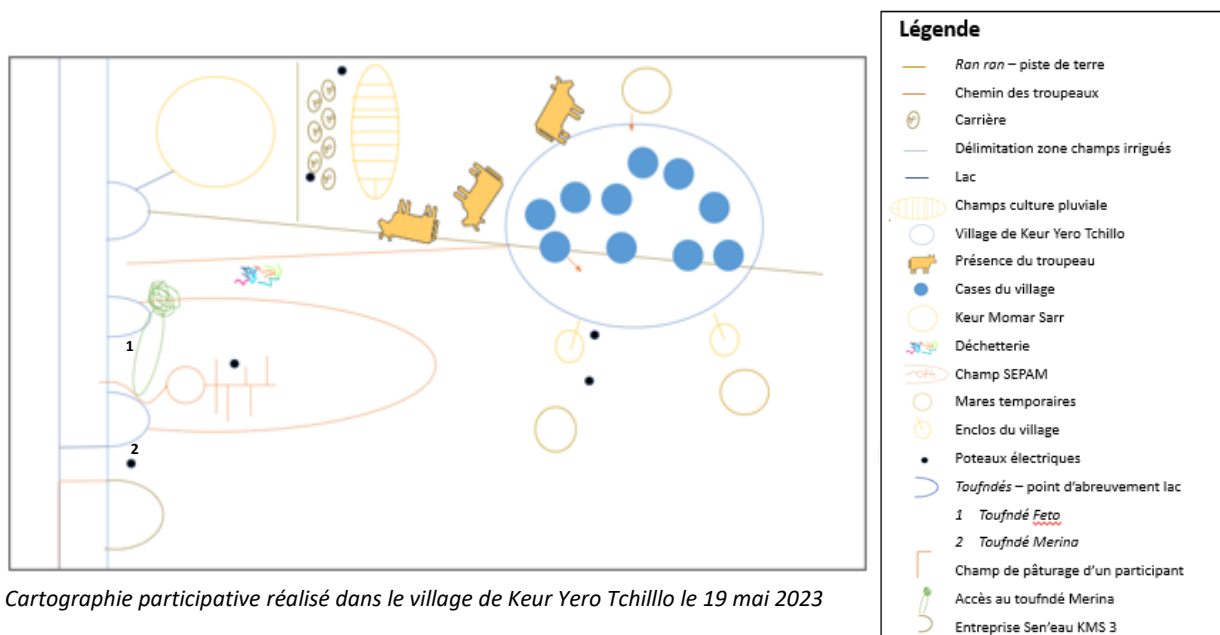 Légende
Ran ran – piste de terre
Chemin des troupeaux
Carrière
Délimitation zone champs irrigués
Lac
Champs culture pluviale
Village de Keur Yero Tchillo
Présence du troupeau
Cases du village
Keur Momar Sarr
Déchetterie
Champ SEPAM
Mares temporaires
Enclos du village
Poteaux électriques
Toufndés – point d'abreuvement lac
1 Toufndé Feto
2 Toufndé Merina
Champ de pâturage d'un participant
Accès au toufndé Merina
Entreprise Sen'eau KMS 3
1
2
Cartographie participative réalisé dans le village de Keur Yero Tchilllo le 19 mai 2023